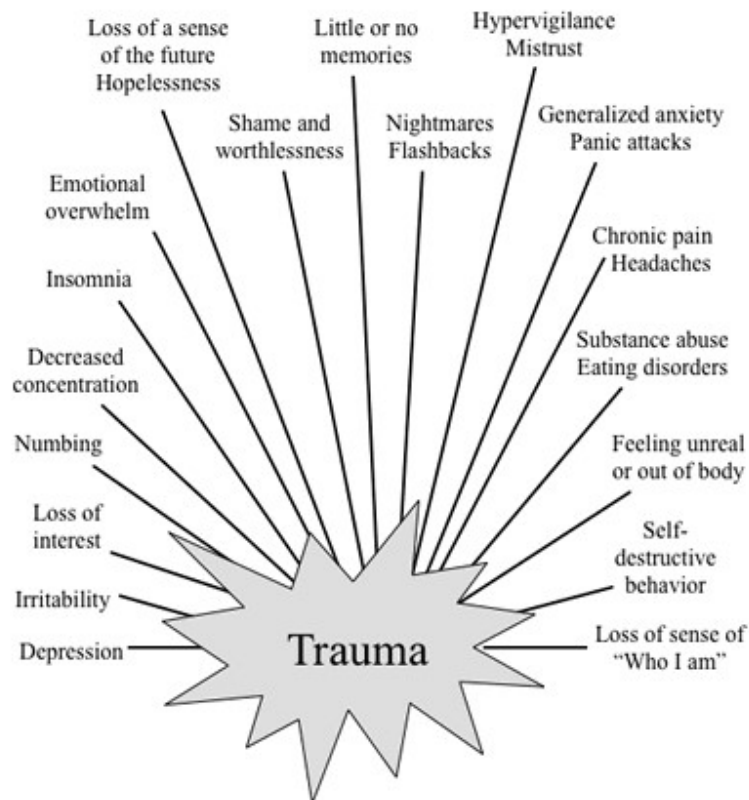 Loss of a sense
of the future
Hopelessness
Little or no
memories
Hypervigilance
Mistrust
Shame and
worthlessness
Nightmares
Flashbacks
Generalized anxiety
Panic attacks
Emotional
overwhelm
Chronic pain
Headaches
Insomnia
Substance abuse
Eating disorders
Decreased
concentration
Numbing
Feeling unreal
or out of body
Loss of
interest
Self-
destructive
behavior
Irritability
Depression
Trauma
Loss of sense of
“Who I am”